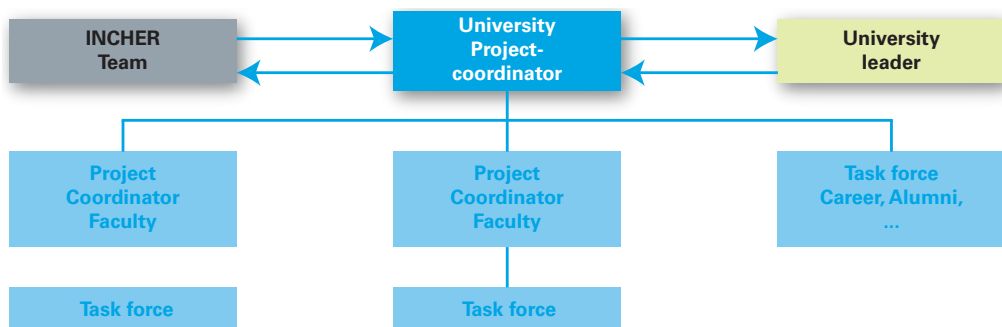 INCHER
Team
University
Project-
coordinator
University
leader
Project
Coordinator
Faculty
Project
Coordinator
Faculty
Task force
Career, Alumni,
...
Task force
Task force